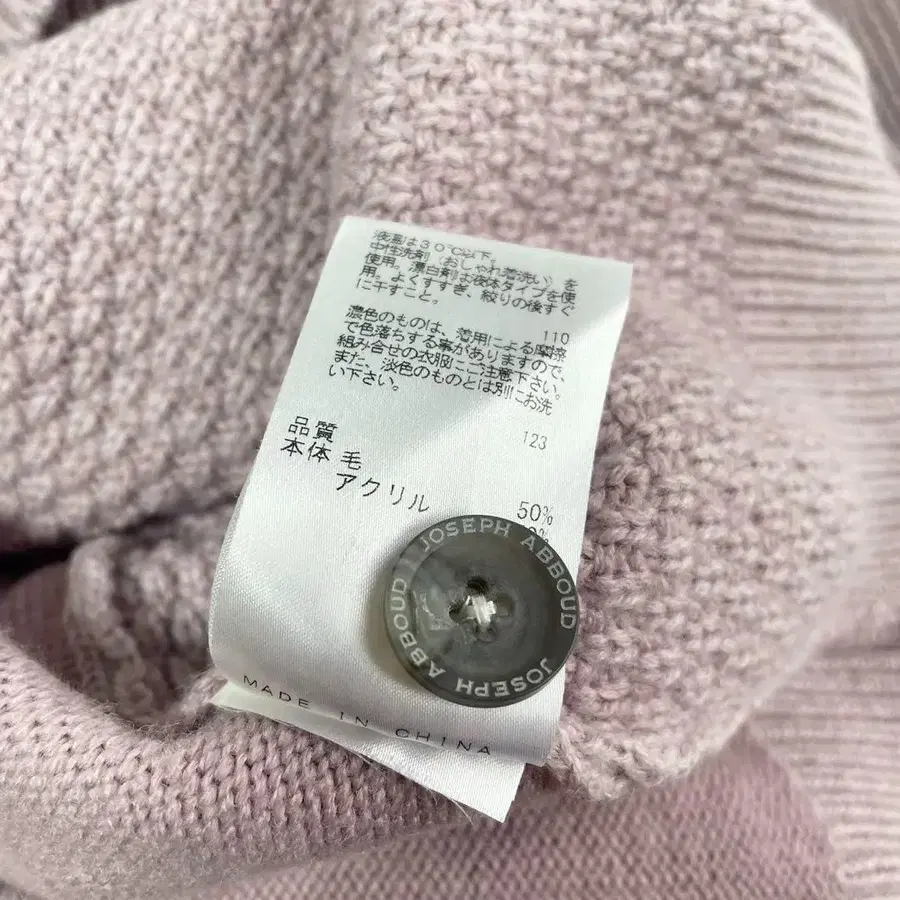 液温は30℃以下。
中性洗剤（おしゃれ着洗い）を
使用。漂白剤は液体タイプを使
用。よくすすぎ、絞りの後すぐ
に干すこと。
110
濃色のものは、着用による摩擦
で色落ちする事がありますので、
組み合せの衣服にご注意下さい。
また、淡色のものとは別にお洗
い下さい。
123
品質
本体 毛 50%
アクリル
JOSEPH ABBOUD
JOSEPH ABBOUD
MADE IN CHINA